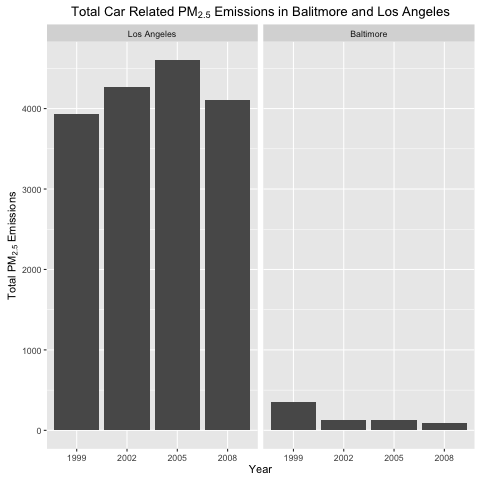 Total Car Related PM2.5 Emissions in Balitmore and Los Angeles
Los Angeles
Baltimore
Total PM2.5 Emissions
4000
3000
2000
1000
0
1999
2002
2005
2008
1999
2002
2005
2008
Year